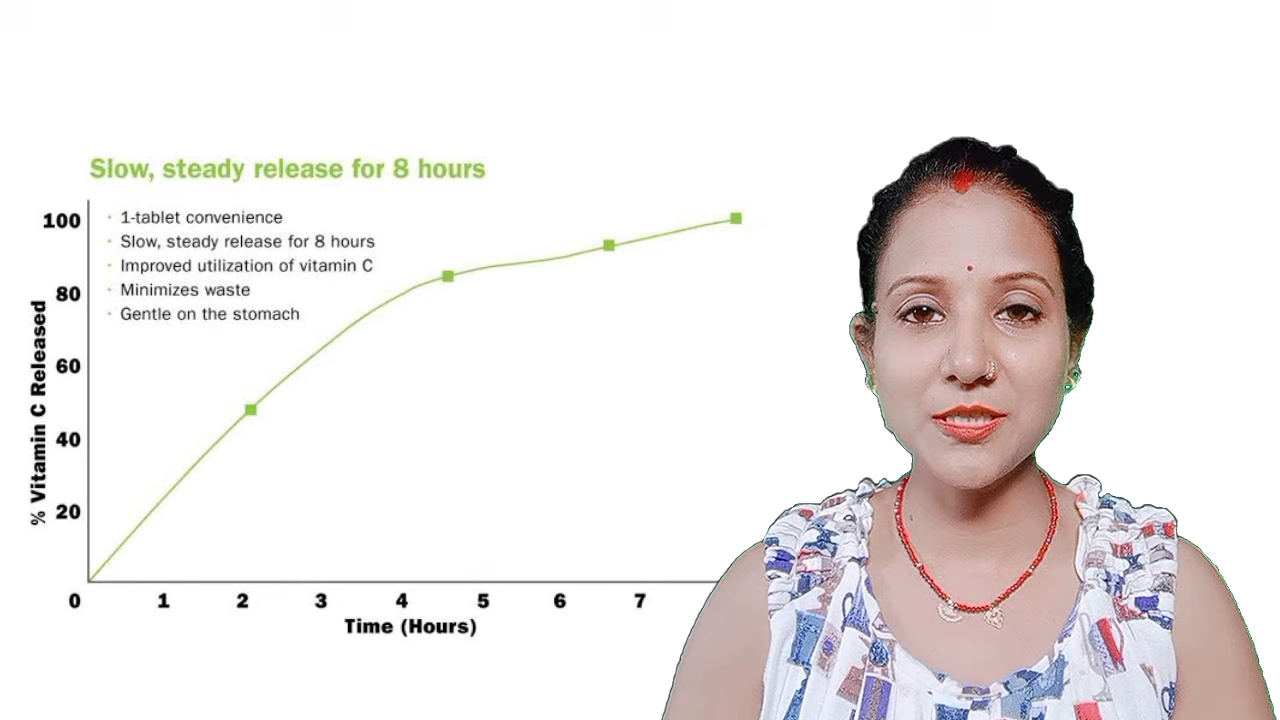 Slow, steady release for 8 hours
100
80
60
40
20
0
% Vitamin C Released
· 1-tablet convenience
· Slow, steady release for 8 hours
· Improved utilization of vitamin C
· Minimizes waste
· Gentle on the stomach
1 2 3 4 5 6 7
Time (Hours)